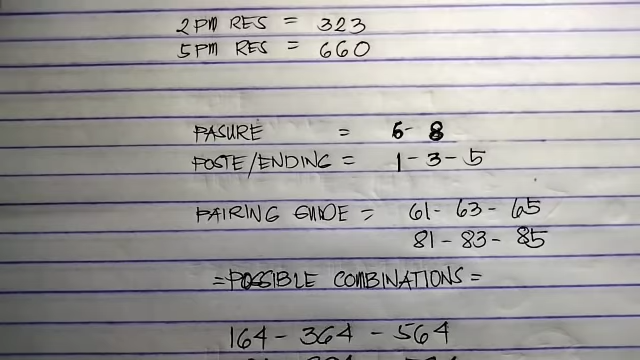 2PM RES = 323
5PM RES = 660
PASURE = 6- 8
POSTE/ENDING = 1 - 3 - 5
PAIRING GUIDE = 61 - 63 - 65
81 - 83 - 85
=POSSIBLE COMBINATIONS=
164 - 364 - 564